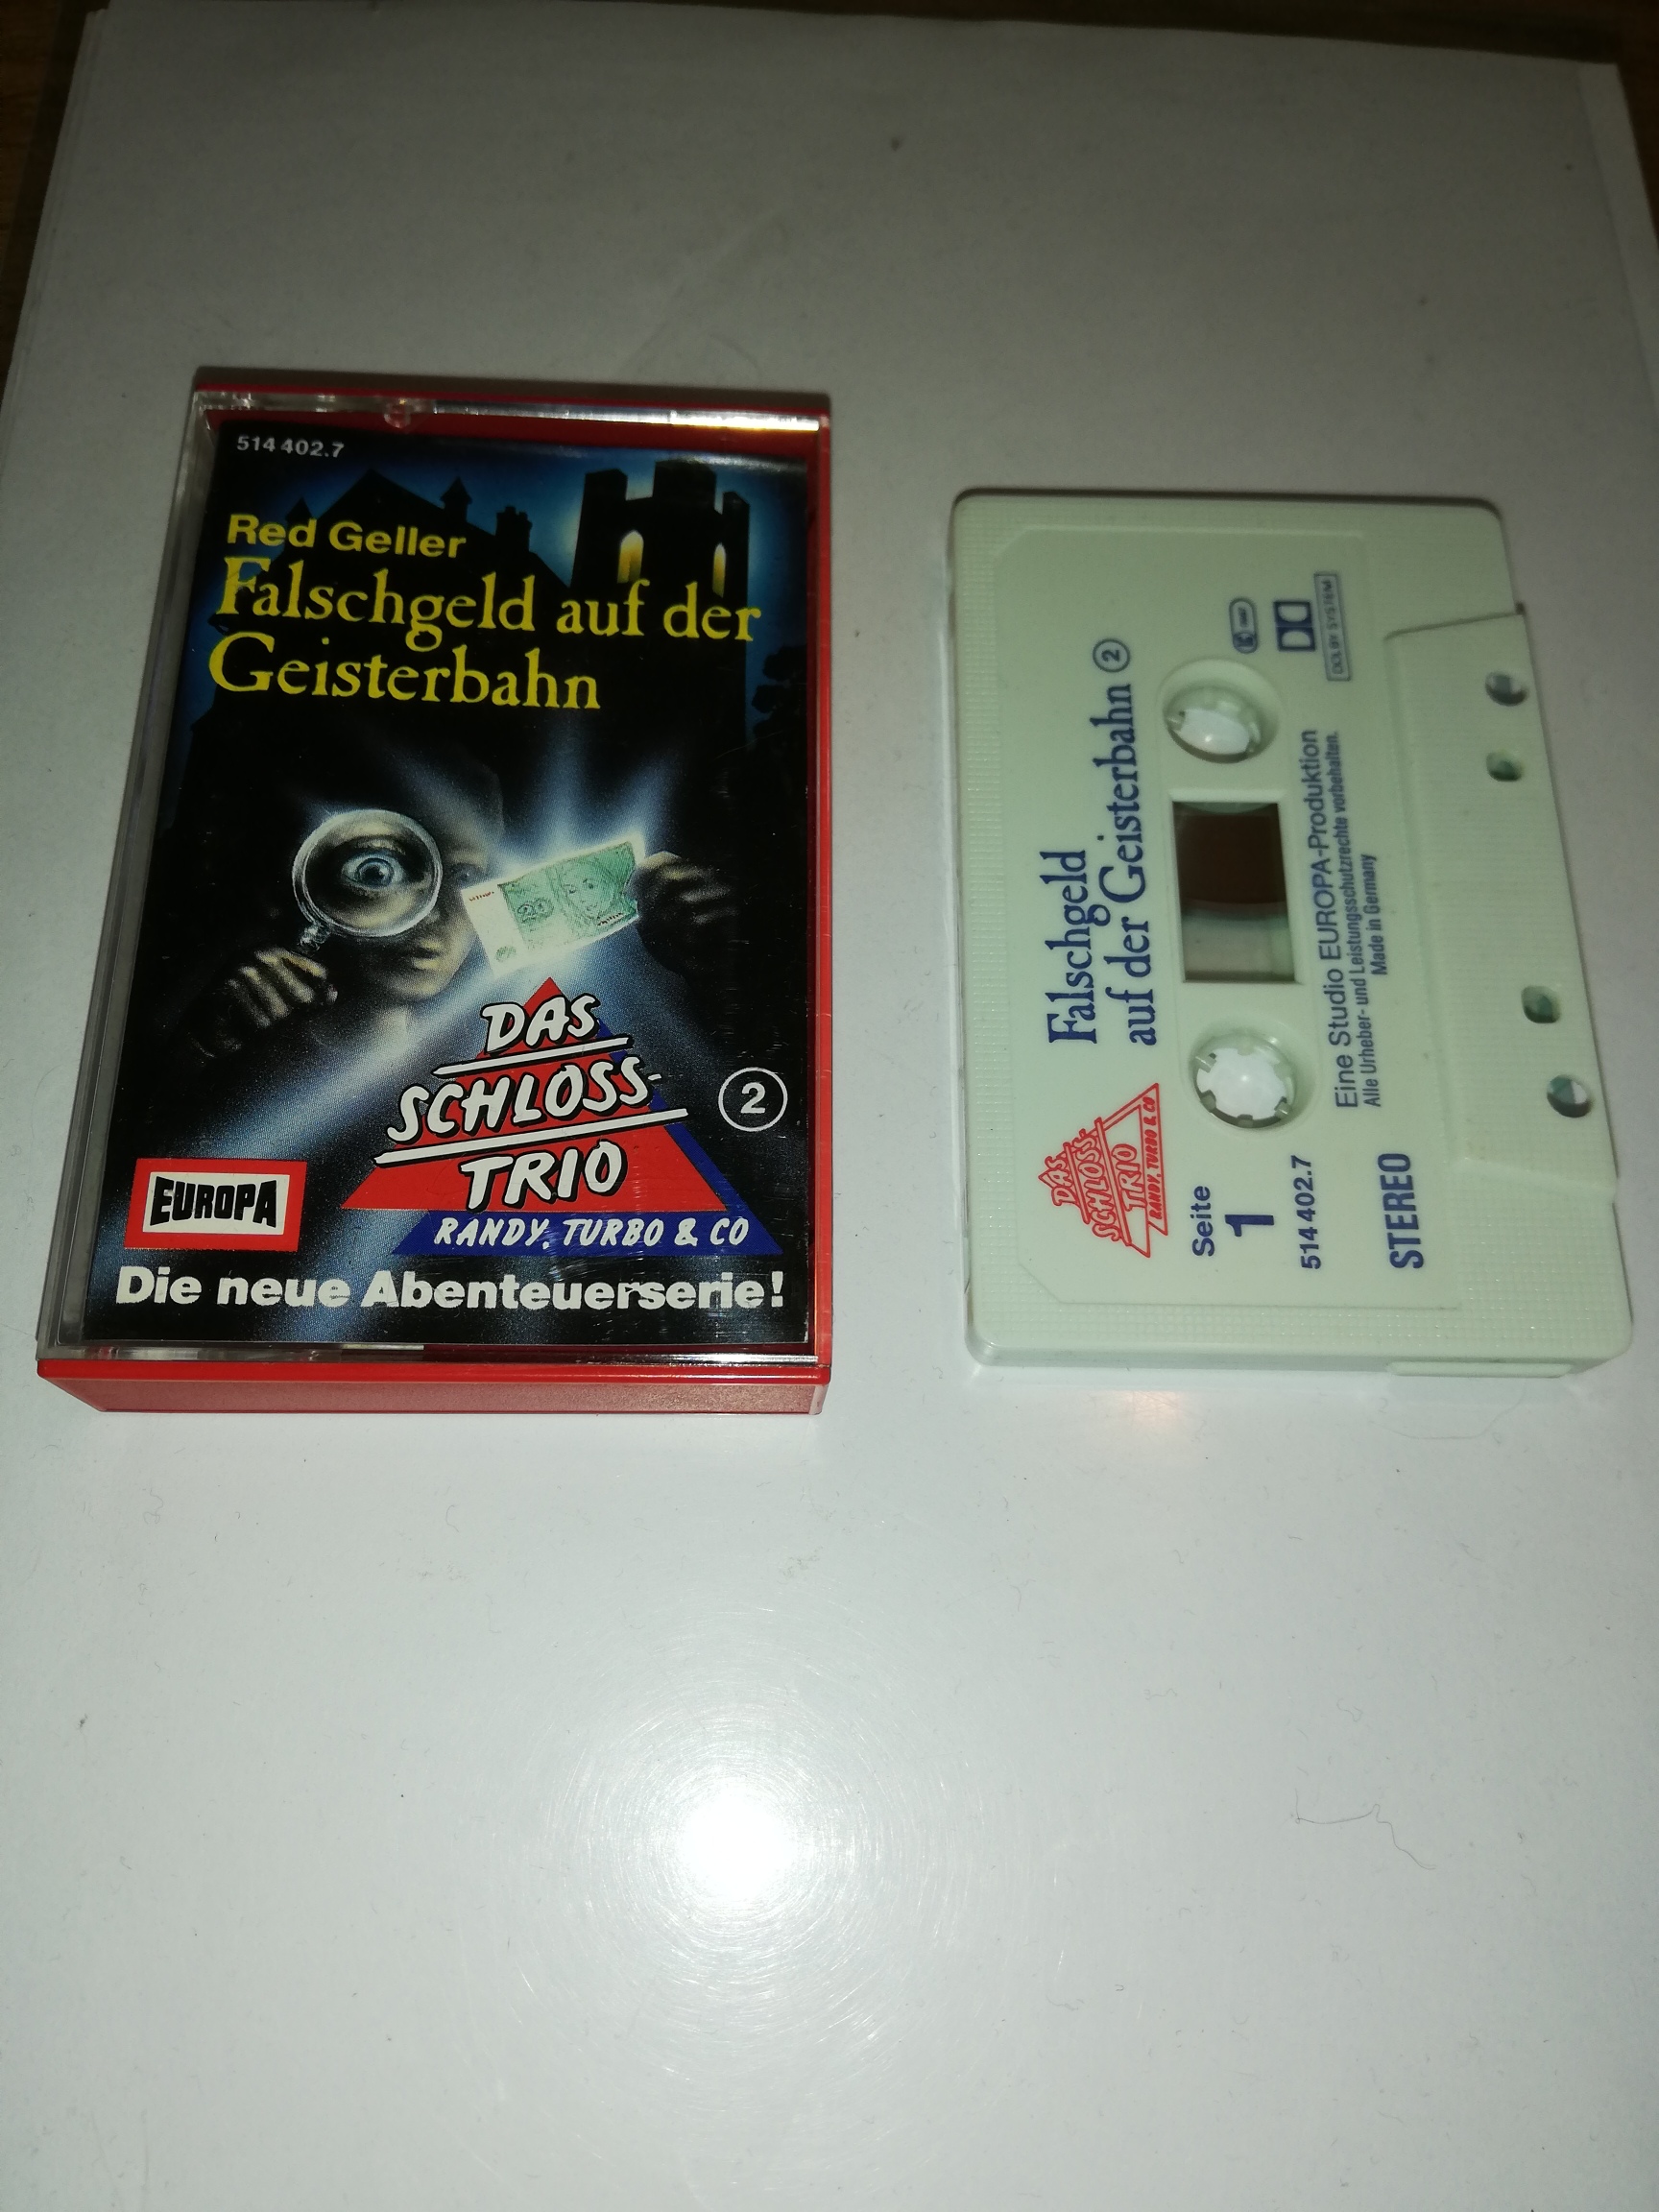 514 402.7
Red Geller
Falschgeld auf der
Geisterbahn
20
DAS
SCHLOSS-
TRIO
2
RANDY, TURBO & CO
EUROPA
Die neue Abenteuerserie!
DAS
SCHLOSS-
TRIO
RANDY, TURBO & CO
Falschgeld
auf der Geisterbahn 2
Seite
1
514 402.7
STEREO
DOLBY SYSTEM
Eine Studio EUROPA-Produktion
Alle Urheber- und Leistungsschutzrechte vorbehalten.
Made in Germany